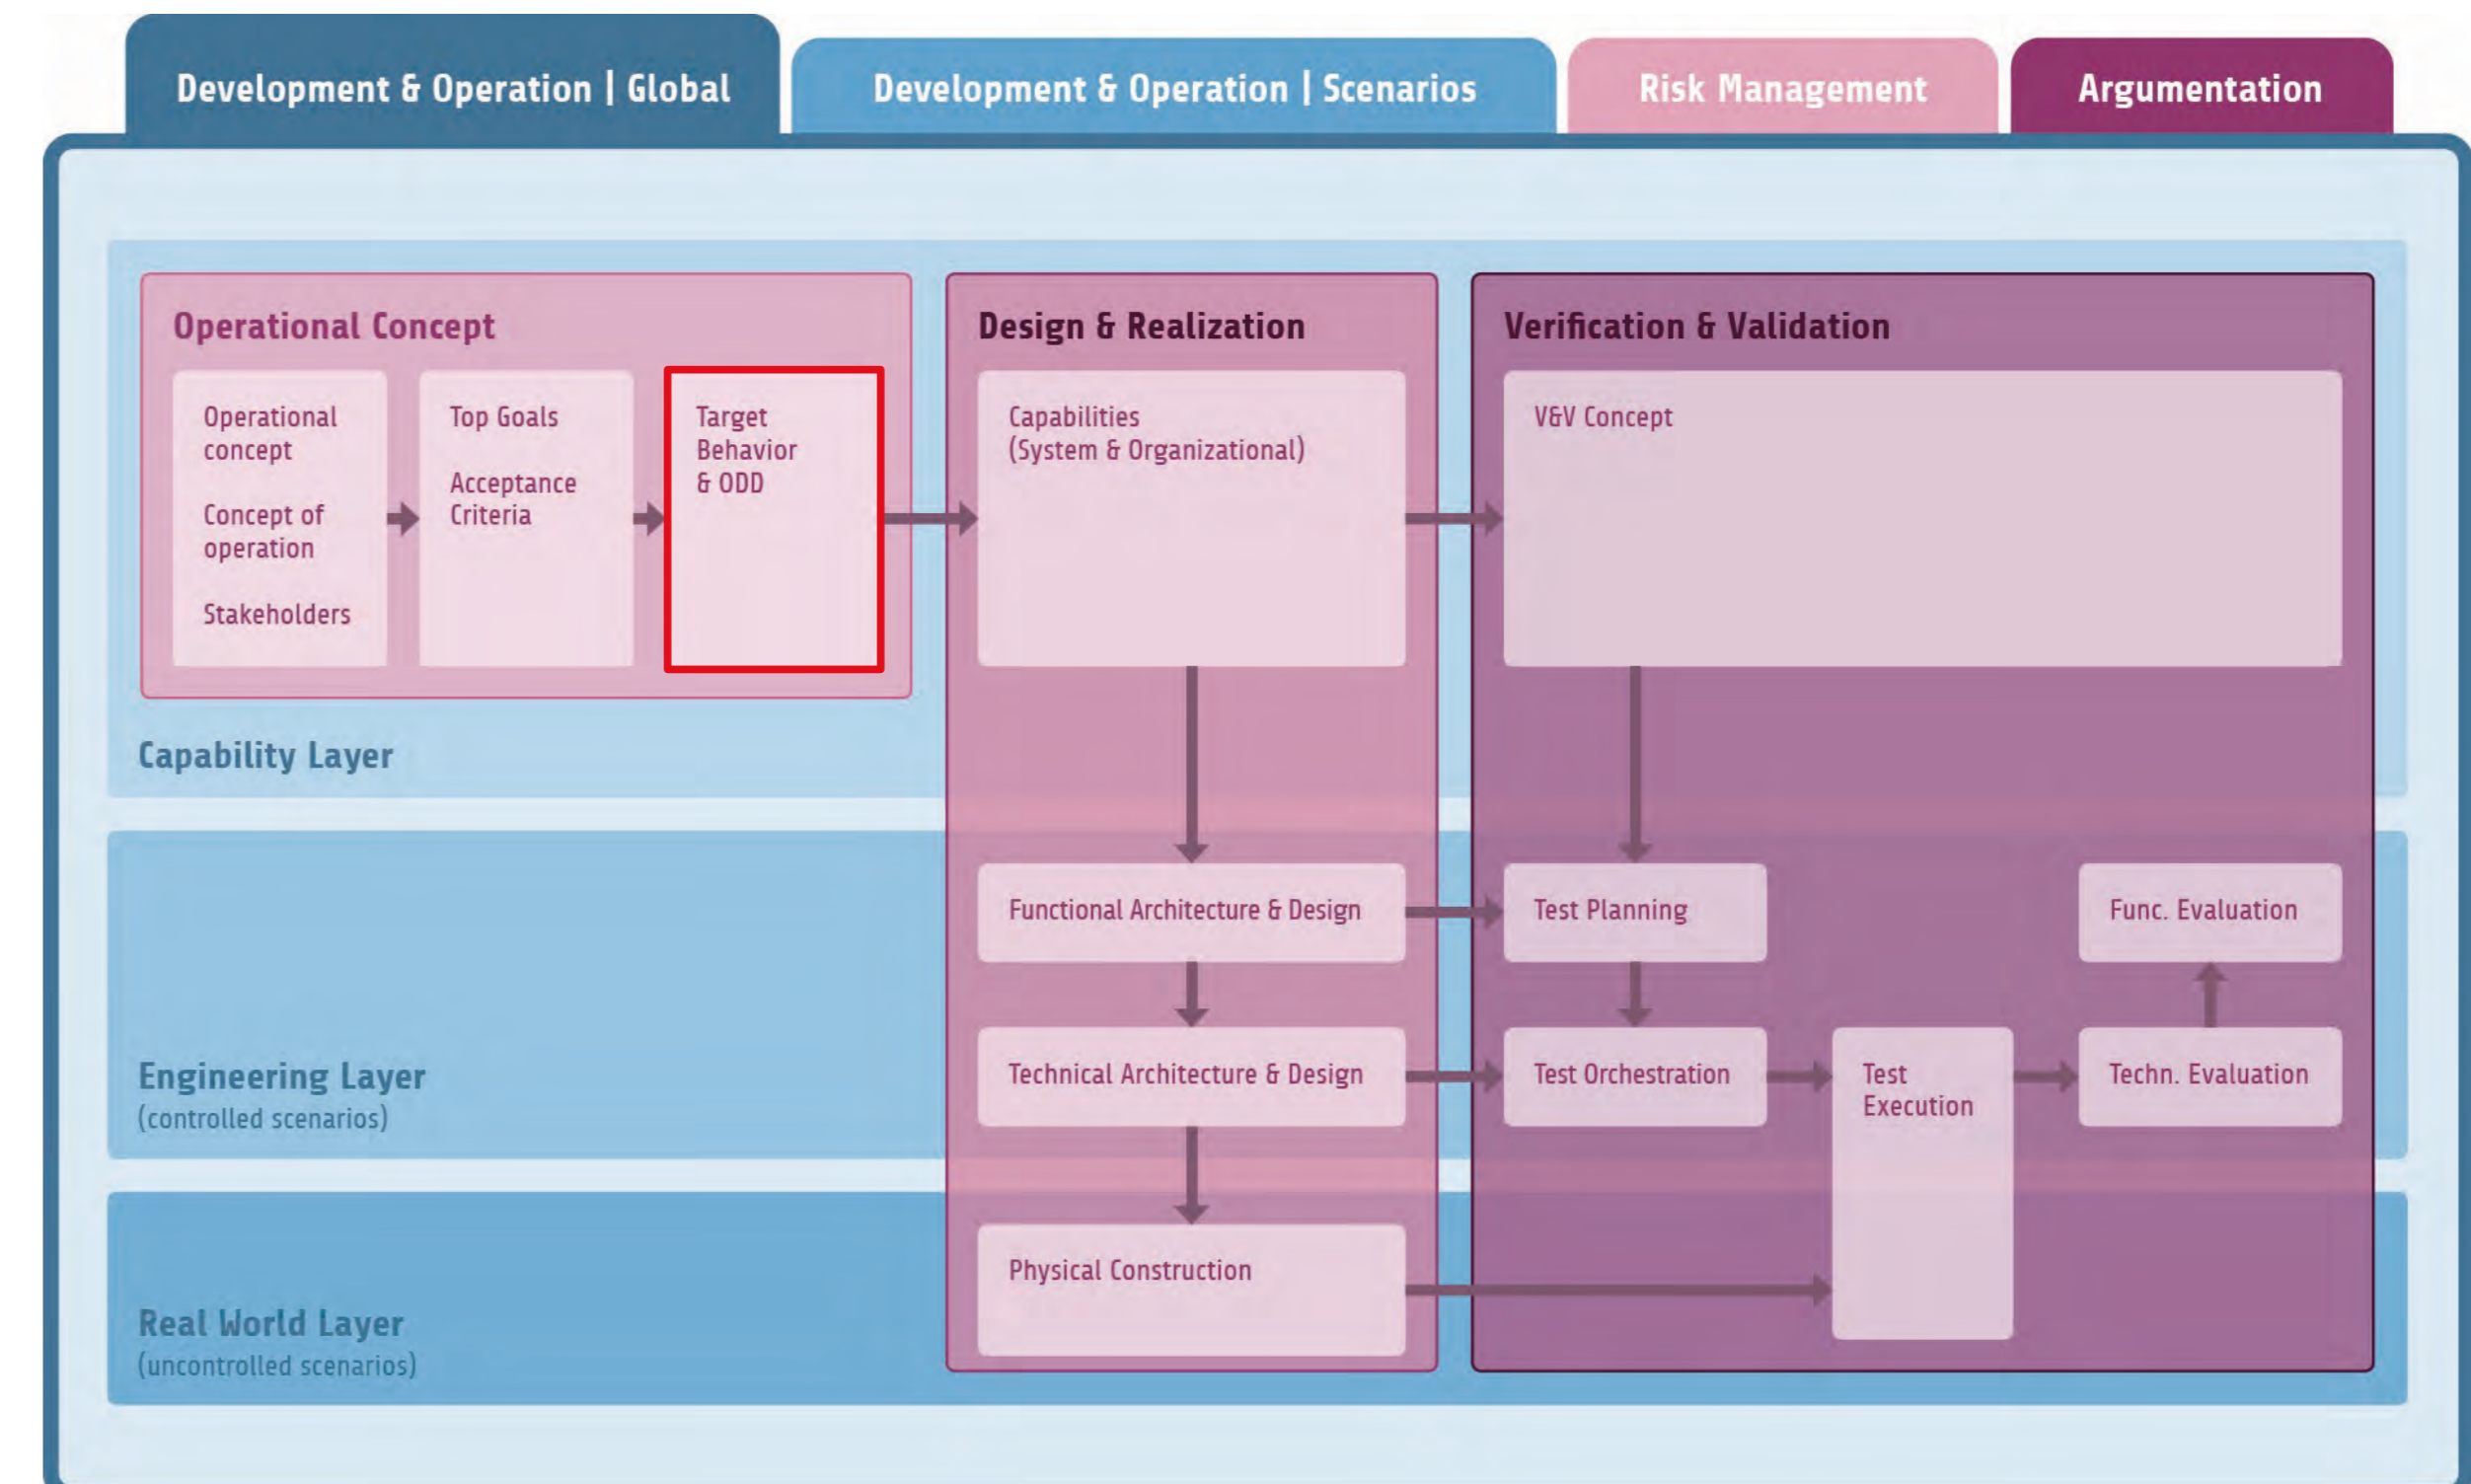 Development & Operation | Global
Development & Operation | Scenarios
Risk Management
Argumentation
Operational Concept
Operational
concept
Concept of
operation
Stakeholders
Top Goals
Acceptance
Criteria
Target
Behavior
& ODD
Design & Realization
Capabilities
(System & Organizational)
Verification & Validation
V&V Concept
Capability Layer
Functional Architecture & Design
Test Planning
Func. Evaluation
Technical Architecture & Design
Test Orchestration
Test
Execution
Techn. Evaluation
Engineering Layer
(controlled scenarios)
Physical Construction
Real World Layer
(uncontrolled scenarios)